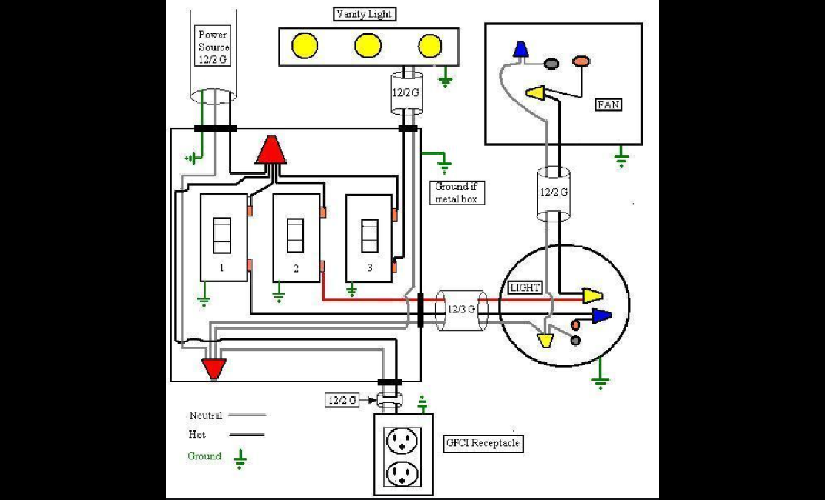 Vanity Light
Power
Source
12/2 G
12/2 G
FAN
12/2 G
Ground if
metal box
1
2
3
LIGHT
12/3 G
12/2 G
Neutral
Hot
Ground
GFCI Receptacle